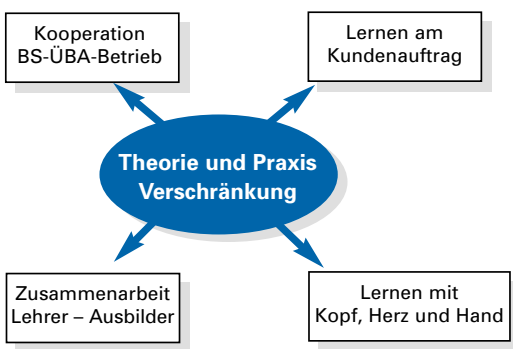 Kooperation
BS-ÜBA-Betrieb
Lernen am
Kundenauftrag
Theorie und Praxis
Verschränkung
Zusammenarbeit
Lehrer – Ausbilder
Lernen mit
Kopf, Herz und Hand